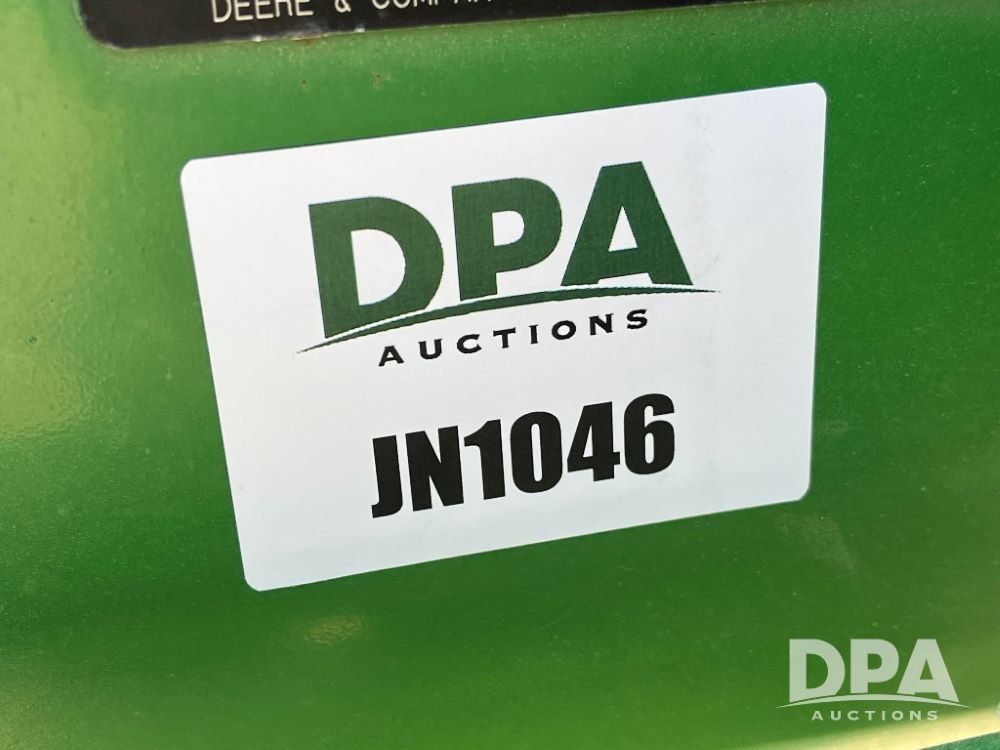 DEERE &
DPA
AUCTIONS
JN1046
DPA
AUCTIONS